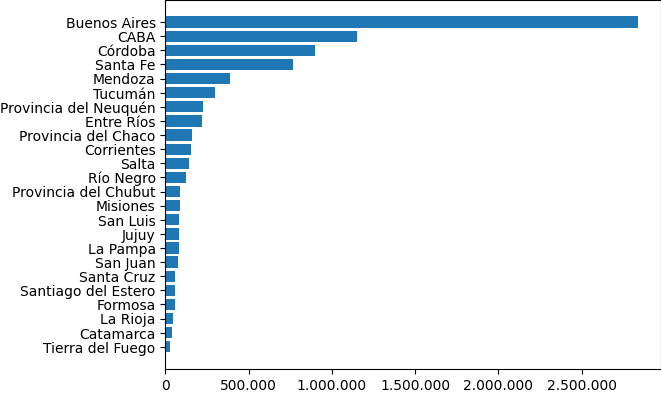 Buenos Aires
CABA
Córdoba
Santa Fe
Mendoza
Tucumán
Provincia del Neuquén
Entre Ríos
Provincia del Chaco
Corrientes
Salta
Río Negro
Provincia del Chubut
Misiones
San Luis
Jujuy
La Pampa
San Juan
Santa Cruz
Santiago del Estero
Formosa
La Rioja
Catamarca
Tierra del Fuego
0 500.000 1.000.000 1.500.000 2.000.000 2.500.000